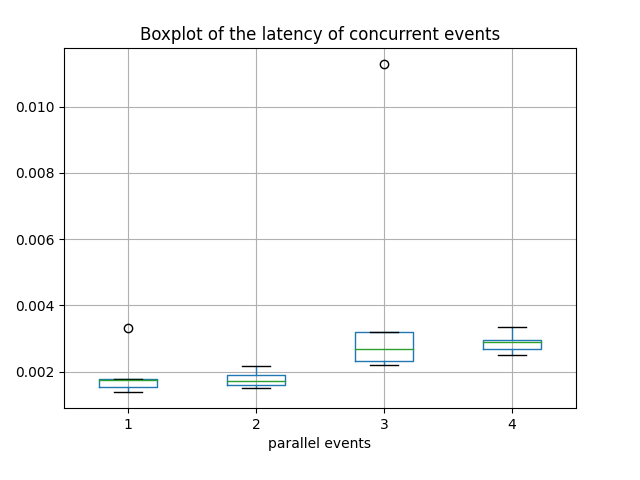 Boxplot of the latency of concurrent events
0.010
0.008
0.006
0.004
0.002
1 2 3 4
parallel events